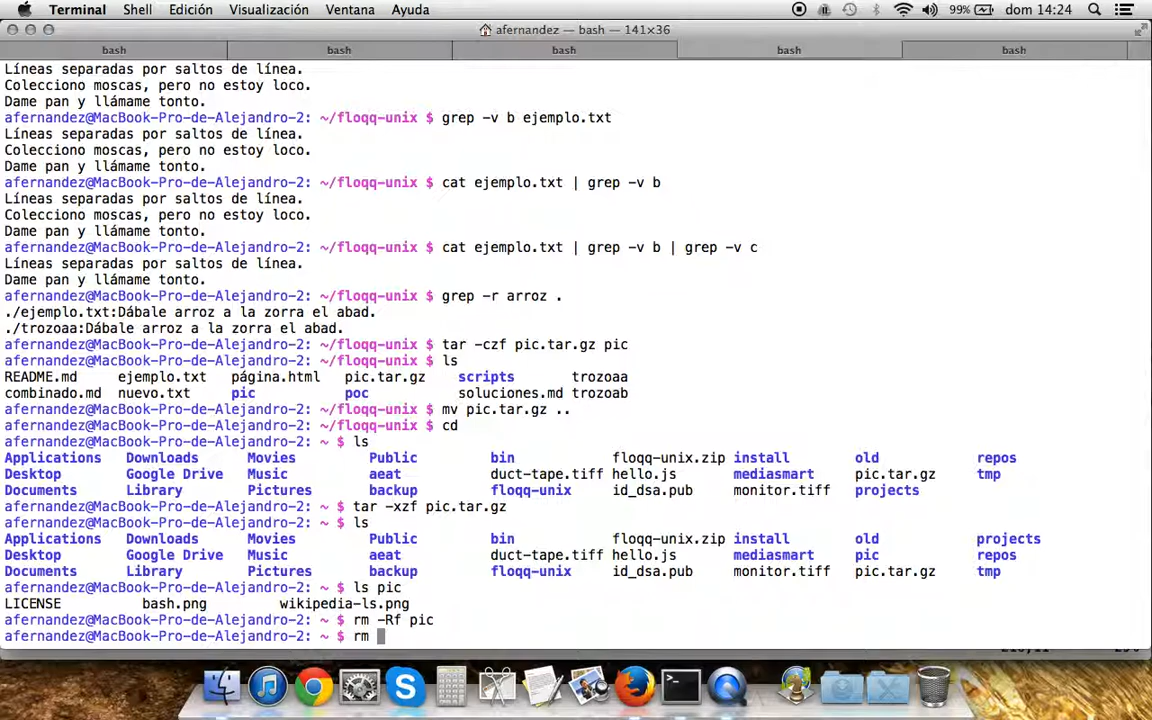 Terminal Shell Edición Visualización Ventana Ayuda 99% dom 14:24
afernandez — bash — 141×36
bash bash bash bash bash
Líneas separadas por saltos de línea.
Colecciono moscas, pero no estoy loco.
Dame pan y llámame tonto.
afernandez@MacBook-Pro-de-Alejandro-2: ~/floqq-unix $ grep -v b ejemplo.txt
Líneas separadas por saltos de línea.
Colecciono moscas, pero no estoy loco.
Dame pan y llámame tonto.
afernandez@MacBook-Pro-de-Alejandro-2: ~/floqq-unix $ cat ejemplo.txt | grep -v b
Líneas separadas por saltos de línea.
Colecciono moscas, pero no estoy loco.
Dame pan y llámame tonto.
afernandez@MacBook-Pro-de-Alejandro-2: ~/floqq-unix $ cat ejemplo.txt | grep -v b | grep -v c
Líneas separadas por saltos de línea.
Dame pan y llámame tonto.
afernandez@MacBook-Pro-de-Alejandro-2: ~/floqq-unix $ grep -r arroz .
./ejemplo.txt:Dábale arroz a la zorra el abad.
./trozoaa:Dábale arroz a la zorra el abad.
afernandez@MacBook-Pro-de-Alejandro-2: ~/floqq-unix $ tar -czf pic.tar.gz pic
afernandez@MacBook-Pro-de-Alejandro-2: ~/floqq-unix $ ls
README.md ejemplo.txt página.html pic.tar.gz scripts trozoaa
combinado.md nuevo.txt pic poc soluciones.md trozoab
afernandez@MacBook-Pro-de-Alejandro-2: ~/floqq-unix $ mv pic.tar.gz ..
afernandez@MacBook-Pro-de-Alejandro-2: ~/floqq-unix $ cd
afernandez@MacBook-Pro-de-Alejandro-2: ~ $ ls
Applications Downloads Movies Public bin floqq-unix.zip install old repos
Desktop Google Drive Music aeat duct-tape.tiff hello.js mediasmart pic.tar.gz tmp
Documents Library Pictures backup floqq-unix id_dsa.pub monitor.tiff projects
afernandez@MacBook-Pro-de-Alejandro-2: ~ $ tar -xzf pic.tar.gz
afernandez@MacBook-Pro-de-Alejandro-2: ~ $ ls
Applications Downloads Movies Public bin floqq-unix.zip install old projects
Desktop Google Drive Music aeat duct-tape.tiff hello.js mediasmart pic repos
Documents Library Pictures backup floqq-unix id_dsa.pub monitor.tiff pic.tar.gz tmp
afernandez@MacBook-Pro-de-Alejandro-2: ~ $ ls pic
LICENSE bash.png wikipedia-ls.png
afernandez@MacBook-Pro-de-Alejandro-2: ~ $ rm -Rf pic
afernandez@MacBook-Pro-de-Alejandro-2: ~ $ rm